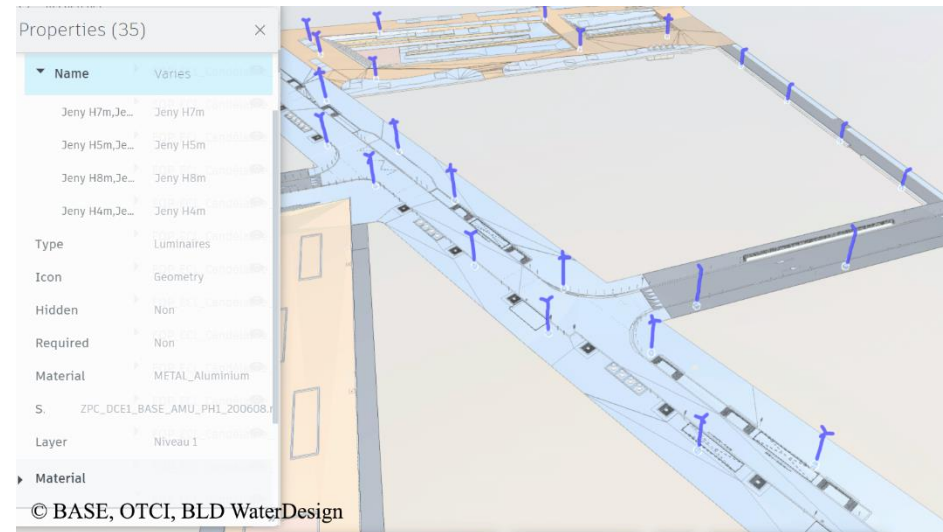 Properties (35)
Name Varies
Jeny H7m,Je... Jeny H7m
Jeny H5m,Je... Jeny H5m
Jeny H8m,Je... Jeny H8m
Jeny H4m,Je... Jeny H4m
Type Luminaires
Icon Geometry
Hidden Non
Required Non
Material METAL_Aluminium
S. ZPC_DCE1_BASE_AMU_PH1_200608.r
Layer Niveau 1
Material
© BASE, OTCI, BLD WaterDesign